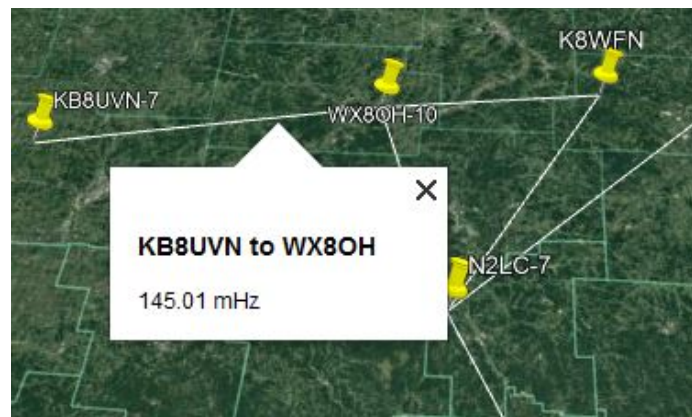 K8WFN
KB8UVN-7
WX8OH-10
KB8UVN to WX8OH
145.01 mHz
N2LC-7